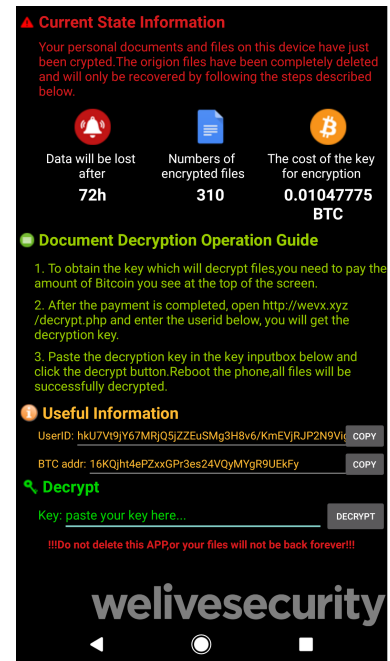 Current State Information
Your personal documents and files on this device have just
been crypted.The origion files have been completely deleted
and will only be recovered by following the steps described
below.
Data will be lost
after
72h
Numbers of
encrypted files
310
The cost of the key
for encryption
0.01047775
BTC
Document Decryption Operation Guide
1. To obtain the key which will decrypt files,you need to pay the
amount of Bitcoin you see at the top of the screen.
2. After the payment is completed, open http://wevx.xyz
/decrypt.php and enter the userid below, you will get the
decryption key.
3. Paste the decryption key in the key inputbox below and
click the decrypt button.Reboot the phone,all files will be
successfully decrypted.
Useful Information
UserID: hkU7Vt9jY67MRjQ5jZZEuSMg3H8v6/KmEVjRJP2N9Vig COPY
BTC addr: 16KQjht4ePZxxGPr3es24VQyMYgR9UEkFy COPY
Decrypt
Key: paste your key here... DECRYPT
!!!Do not delete this APP,or your files will not be back forever!!!
welivesecurity